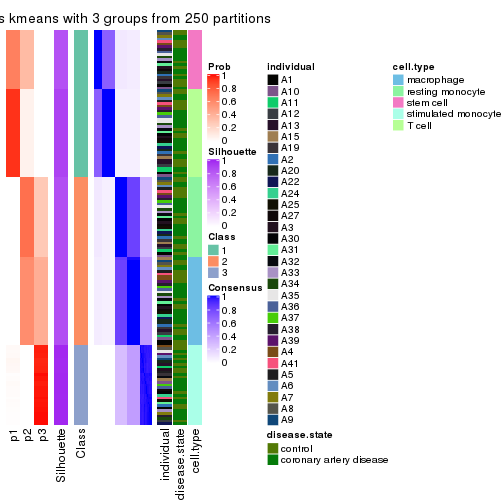 s kmeans with 3 groups from 250 partitions
Prob
1
0.8
0.6
0.4
0.2
0
Silhouette
1
0.8
0.6
0.4
0.2
0
Class
1
2
3
Consensus
1
0.8
0.6
0.4
0.2
0
individual
A1
A10
A11
A12
A13
A15
A19
A2
A20
A22
A24
A25
A27
A3
A30
A31
A32
A33
A34
A35
A36
A37
A38
A39
A4
A41
A5
A6
A7
A8
A9
disease.state
control
coronary artery disease
cell.type
macrophage
resting monocyte
stem cell
stimulated monocyte
T cell
p1
p2
p3
Silhouette
Class
individual
disease.state
cell.type